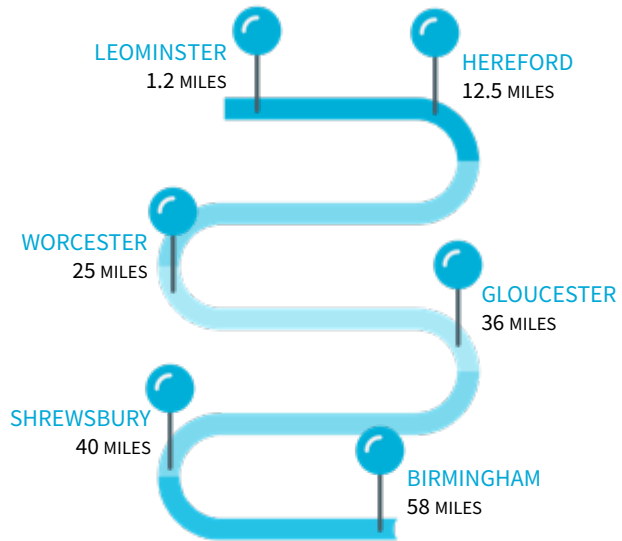 LEOMINSTER
1.2 MILES
HEREFORD
12.5 MILES
WORCESTER
25 MILES
GLOUCESTER
36 MILES
SHREWSBURY
40 MILES
BIRMINGHAM
58 MILES